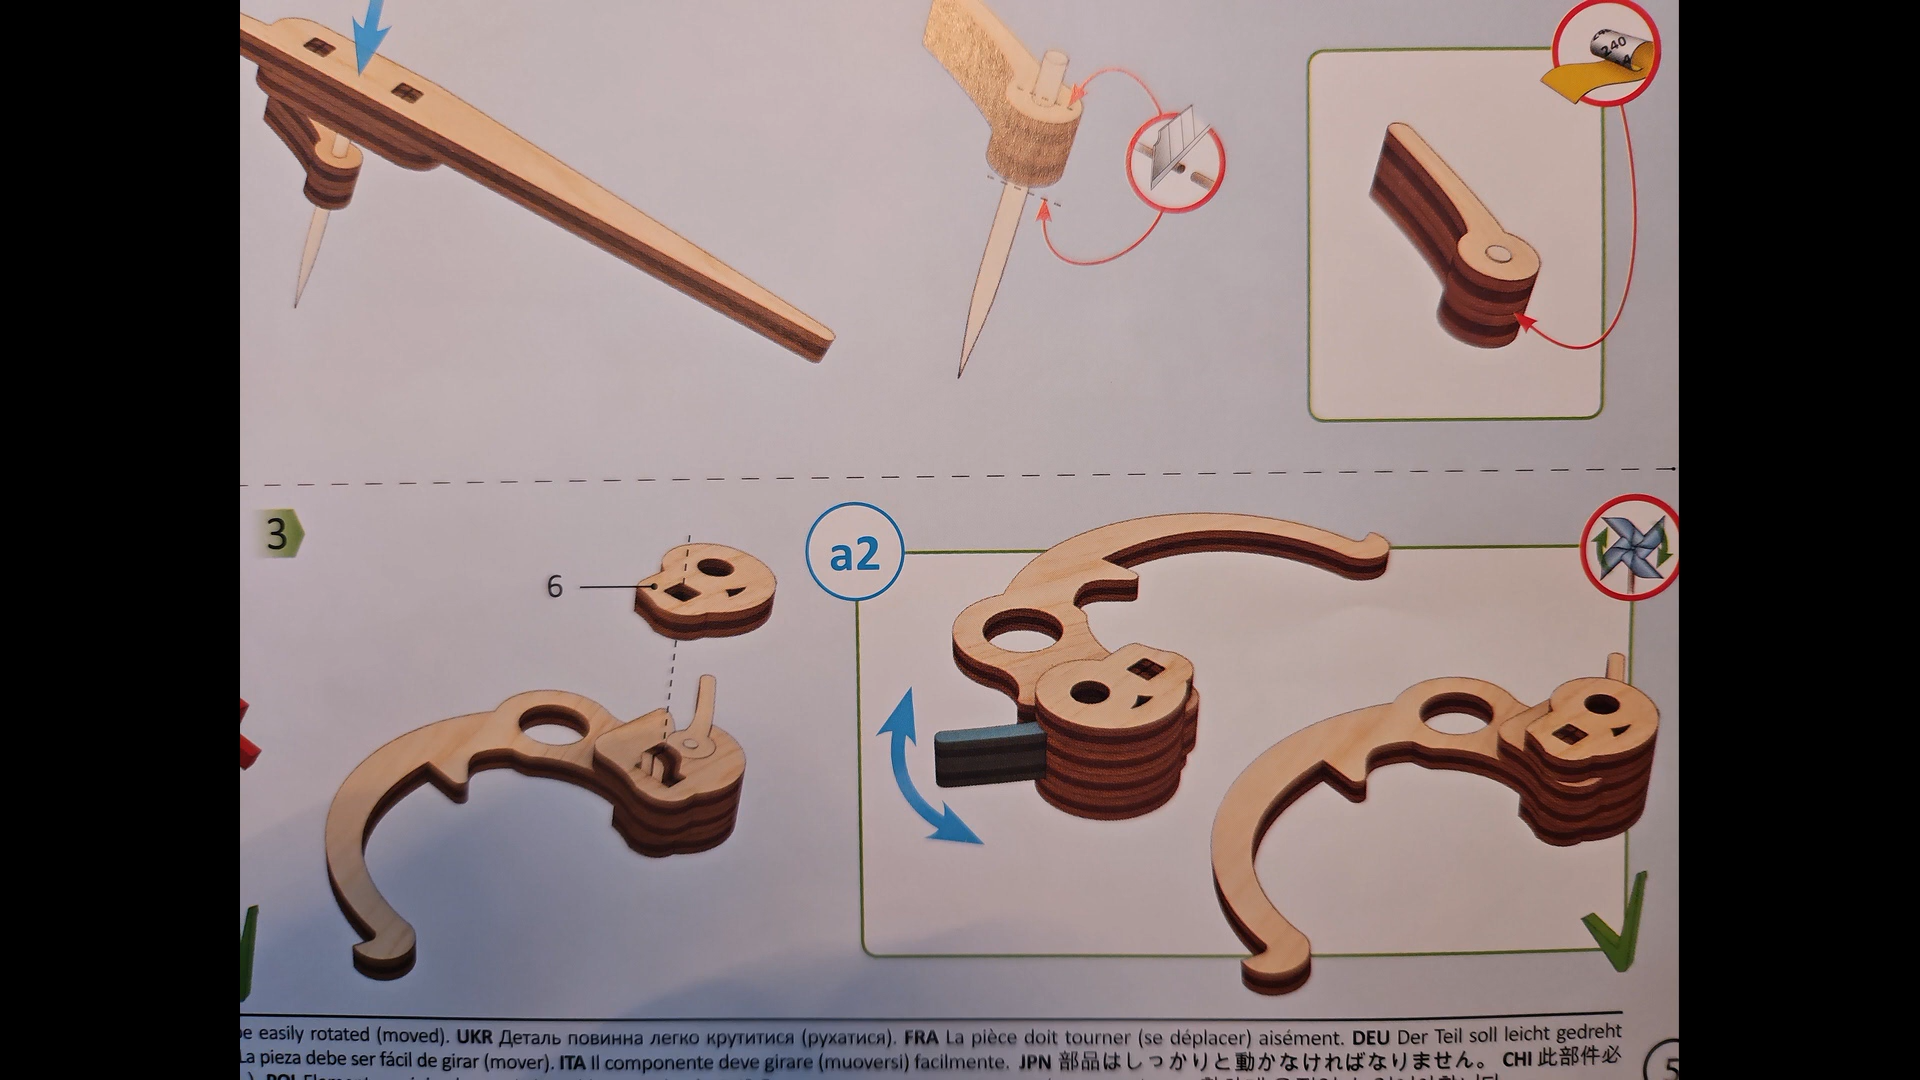 240
3
6
a2
be easily rotated (moved). UKR Деталь повинна легко крутитися (рухатися). FRA La pièce doit tourner (se déplacer) aisément. DEU Der Teil soll leicht gedreht
La pieza debe ser fácil de girar (mover). ITA Il componente deve girare (muoversi) facilmente. JPN 部品はしっかりと動かなければなりません。 CHI 此部件必
5